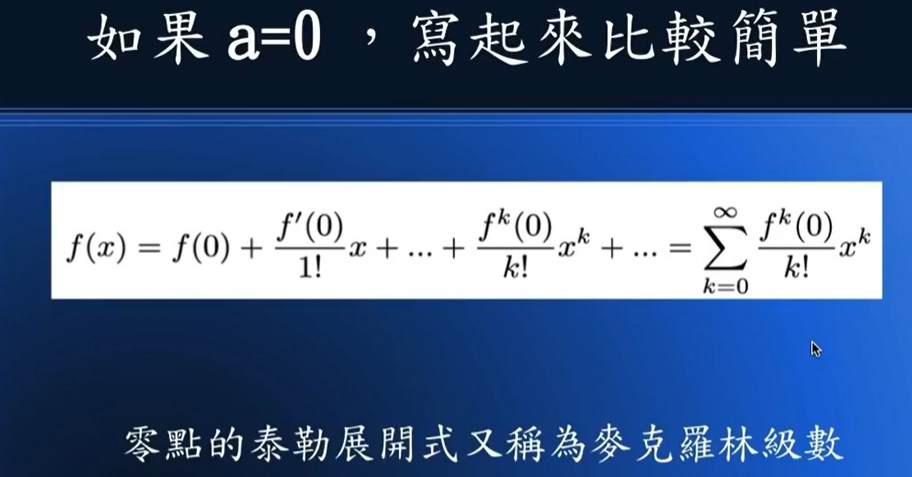 如果 a=0 ，寫起來比較簡單
f(x) = f(0) + \frac{f'(0)}{1!}x + ... + \frac{f^k(0)}{k!}x^k + ... = \sum_{k=0}^{\infty} \frac{f^k(0)}{k!}x^k
零點的泰勒展開式又稱為麥克羅林級數